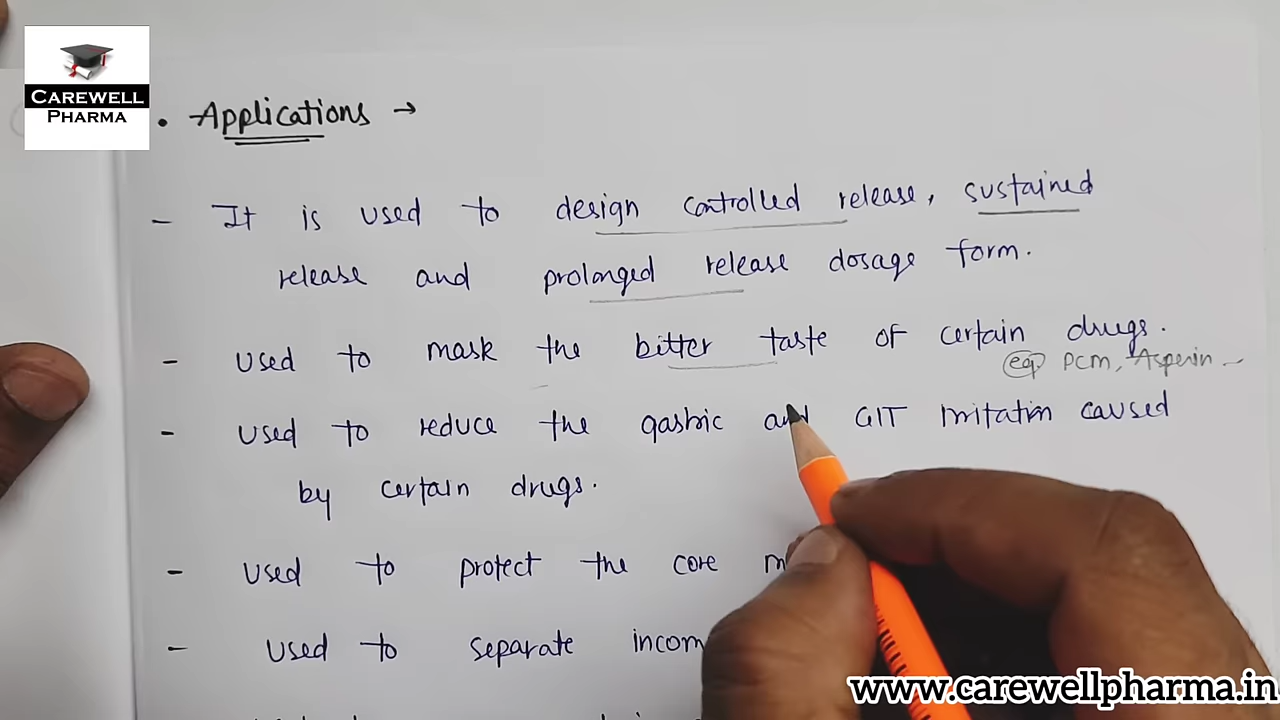 CAREWELL
PHARMA
• Applications →
- It is used to design controlled release, sustained
release and prolonged release dosage form.
- used to mask the bitter taste of certain drugs.
eg PCM, Asperin
- used to reduce the gastric and GIT irritation caused
by certain drugs.
- used to protect the core
- used to separate
www.carewellpharma.in